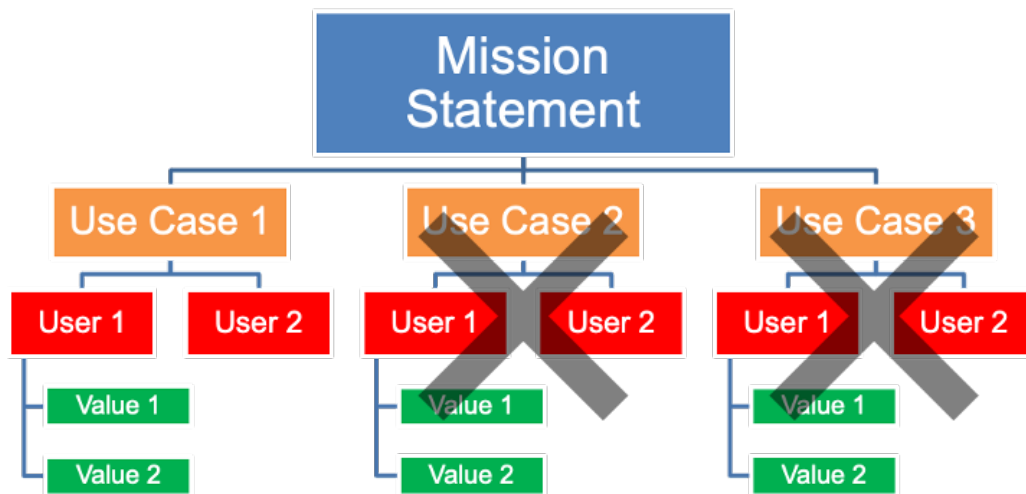 Mission
Statement
Use Case 1
Use Case 2
Use Case 3
User 1
User 2
User 1
User 2
User 1
User 2
Value 1
Value 1
Value 1
Value 2
Value 2
Value 2